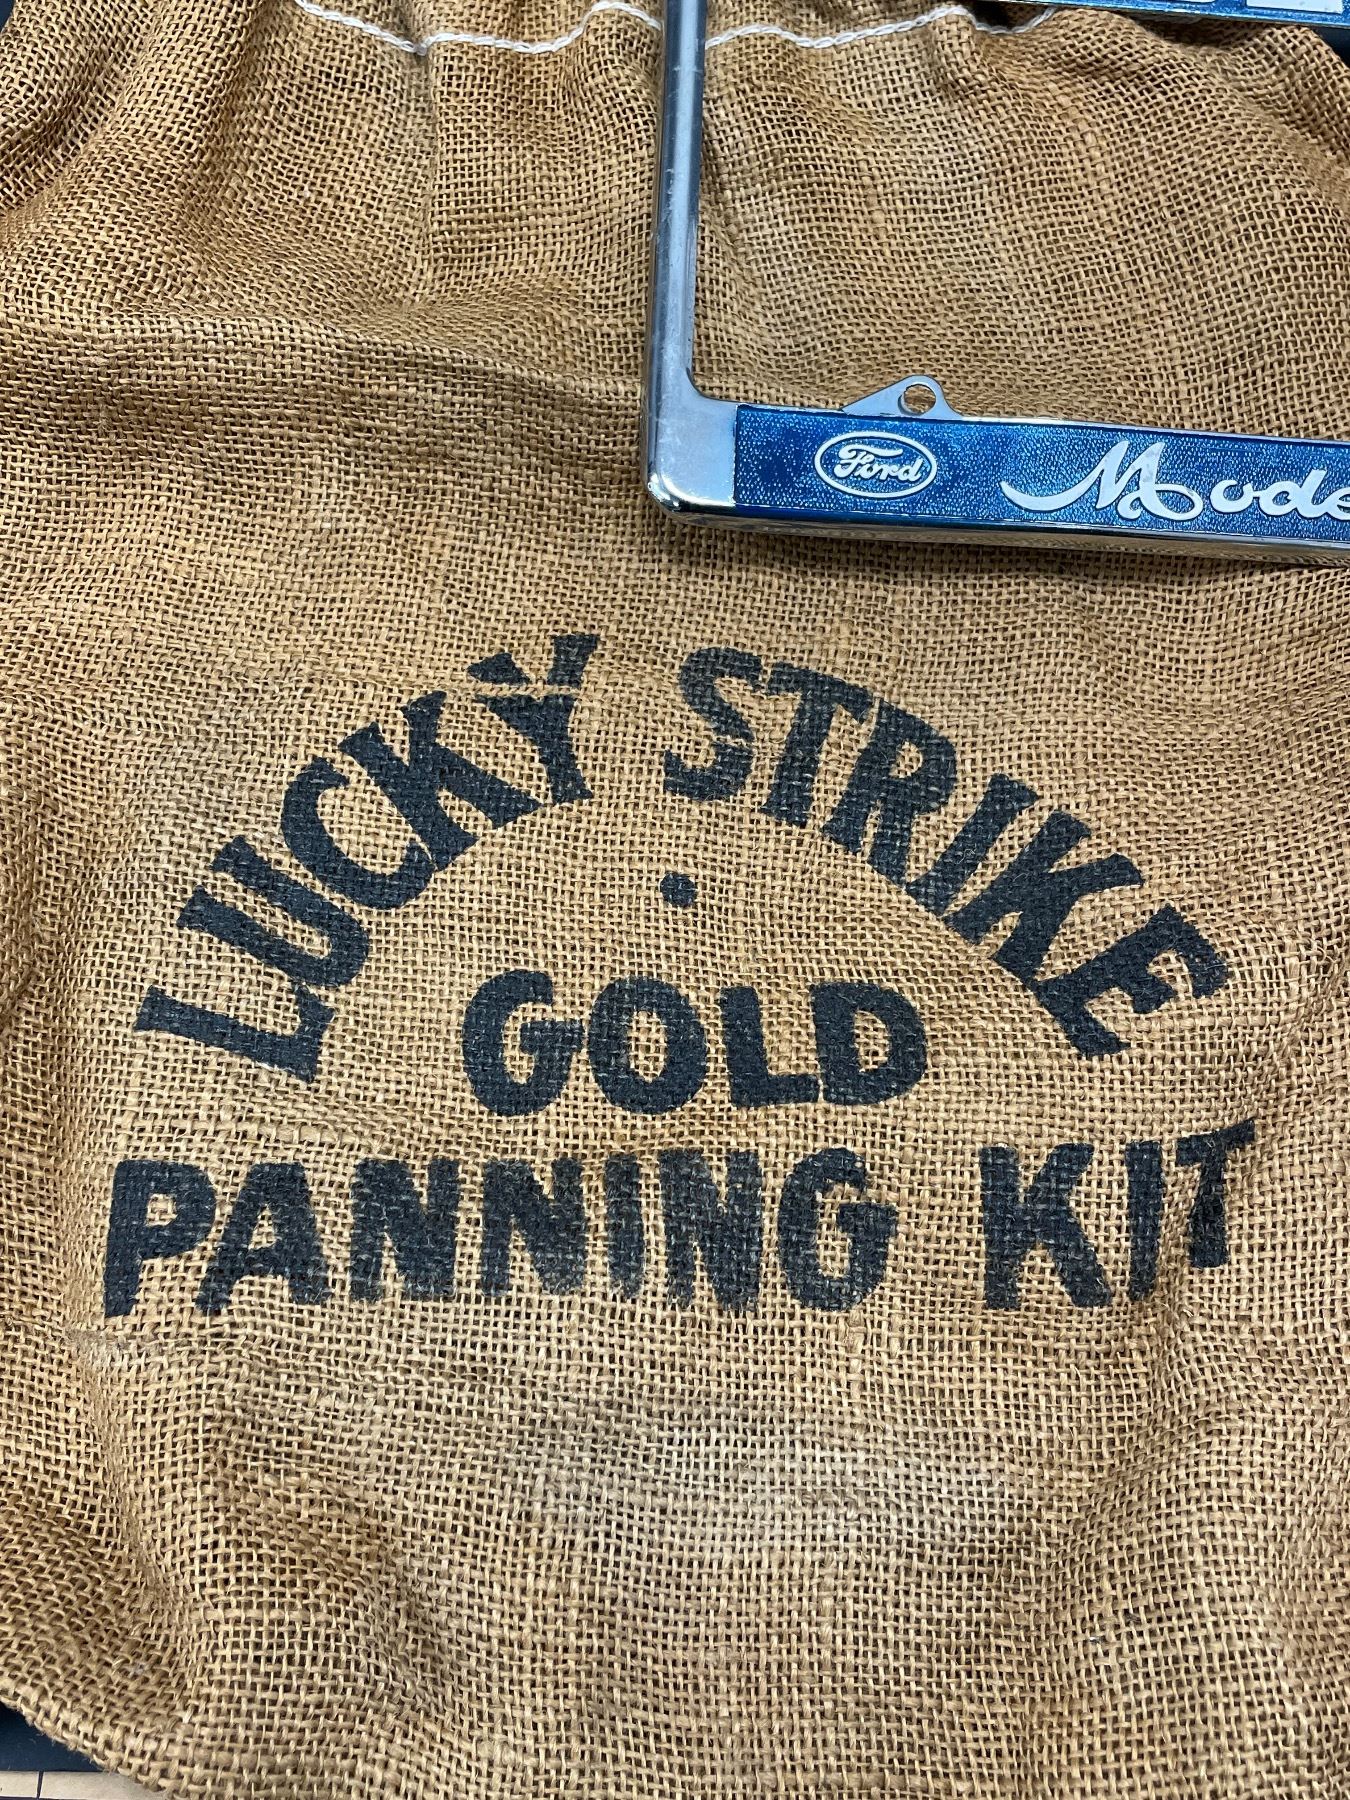 Ford Mode
LUCKY STRIKE
GOLD
PANNING KIT